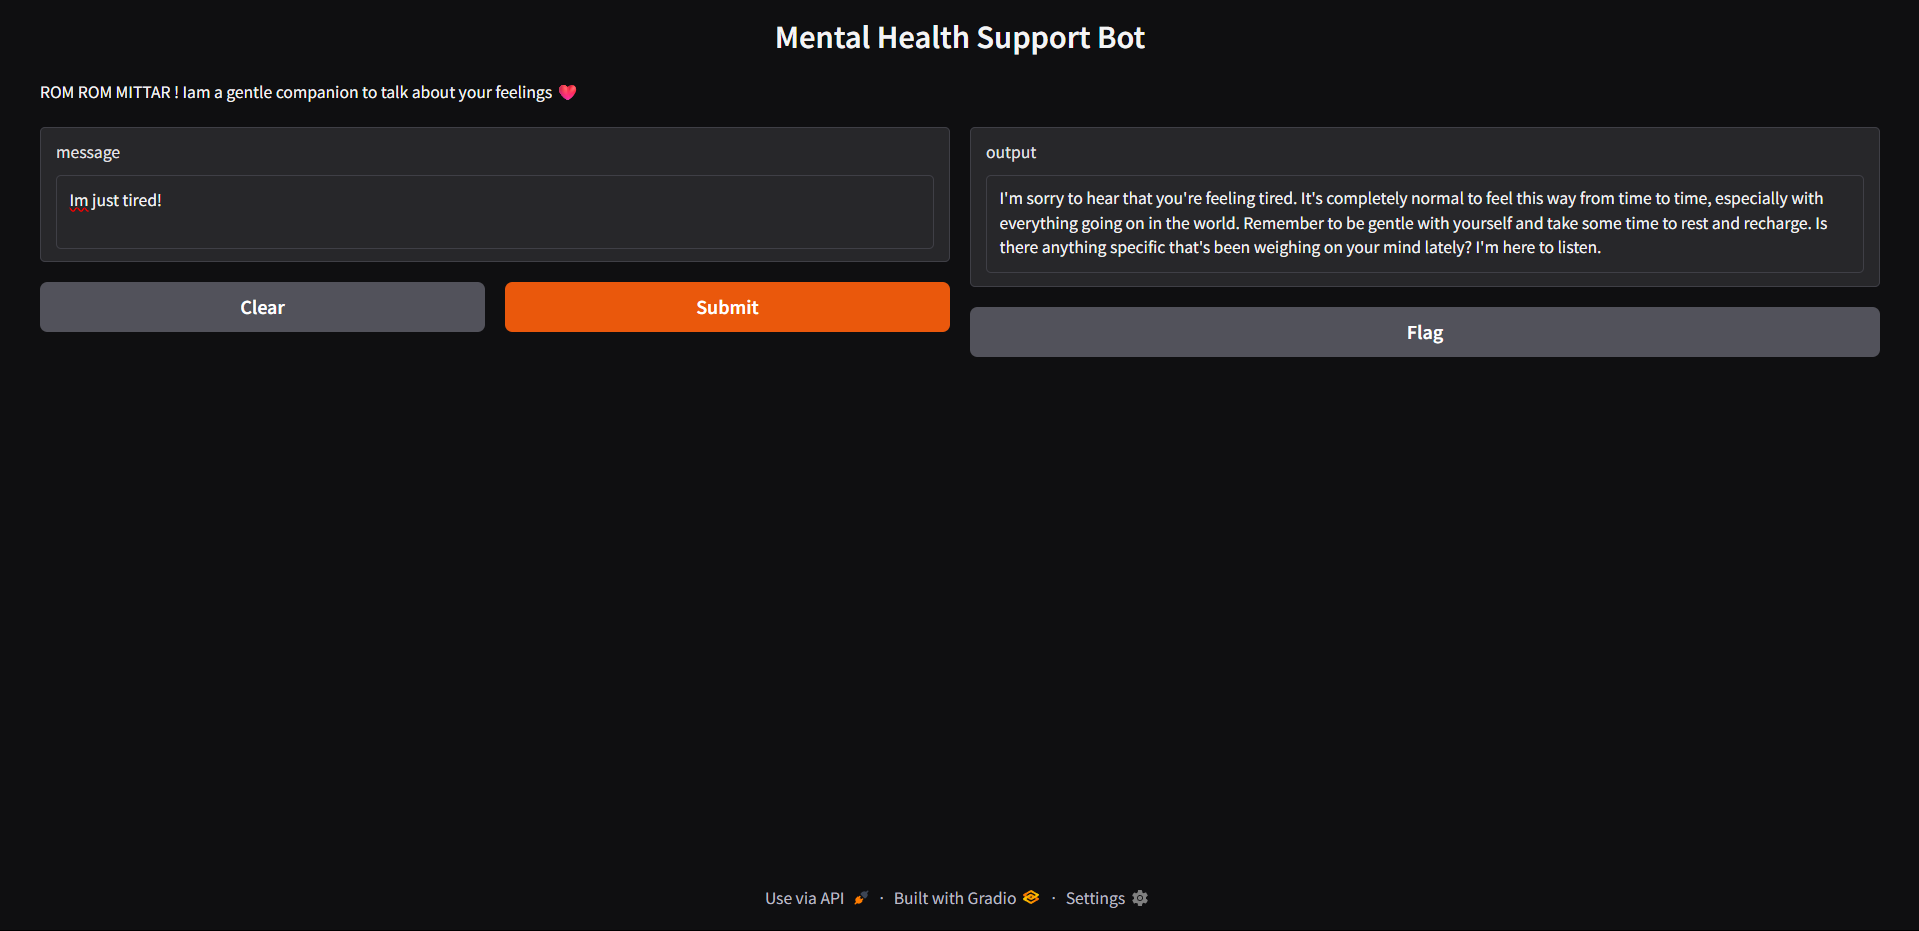 Mental Health Support Bot
ROM ROM MITTAR ! Iam a gentle companion to talk about your feelings ❤️
message
Im just tired!
Clear
Submit
output
I'm sorry to hear that you're feeling tired. It's completely normal to feel this way from time to time, especially with
everything going on in the world. Remember to be gentle with yourself and take some time to rest and recharge. Is
there anything specific that's been weighing on your mind lately? I'm here to listen.
Flag
Use via API 🚀 · Built with Gradio · Settings ⚙️